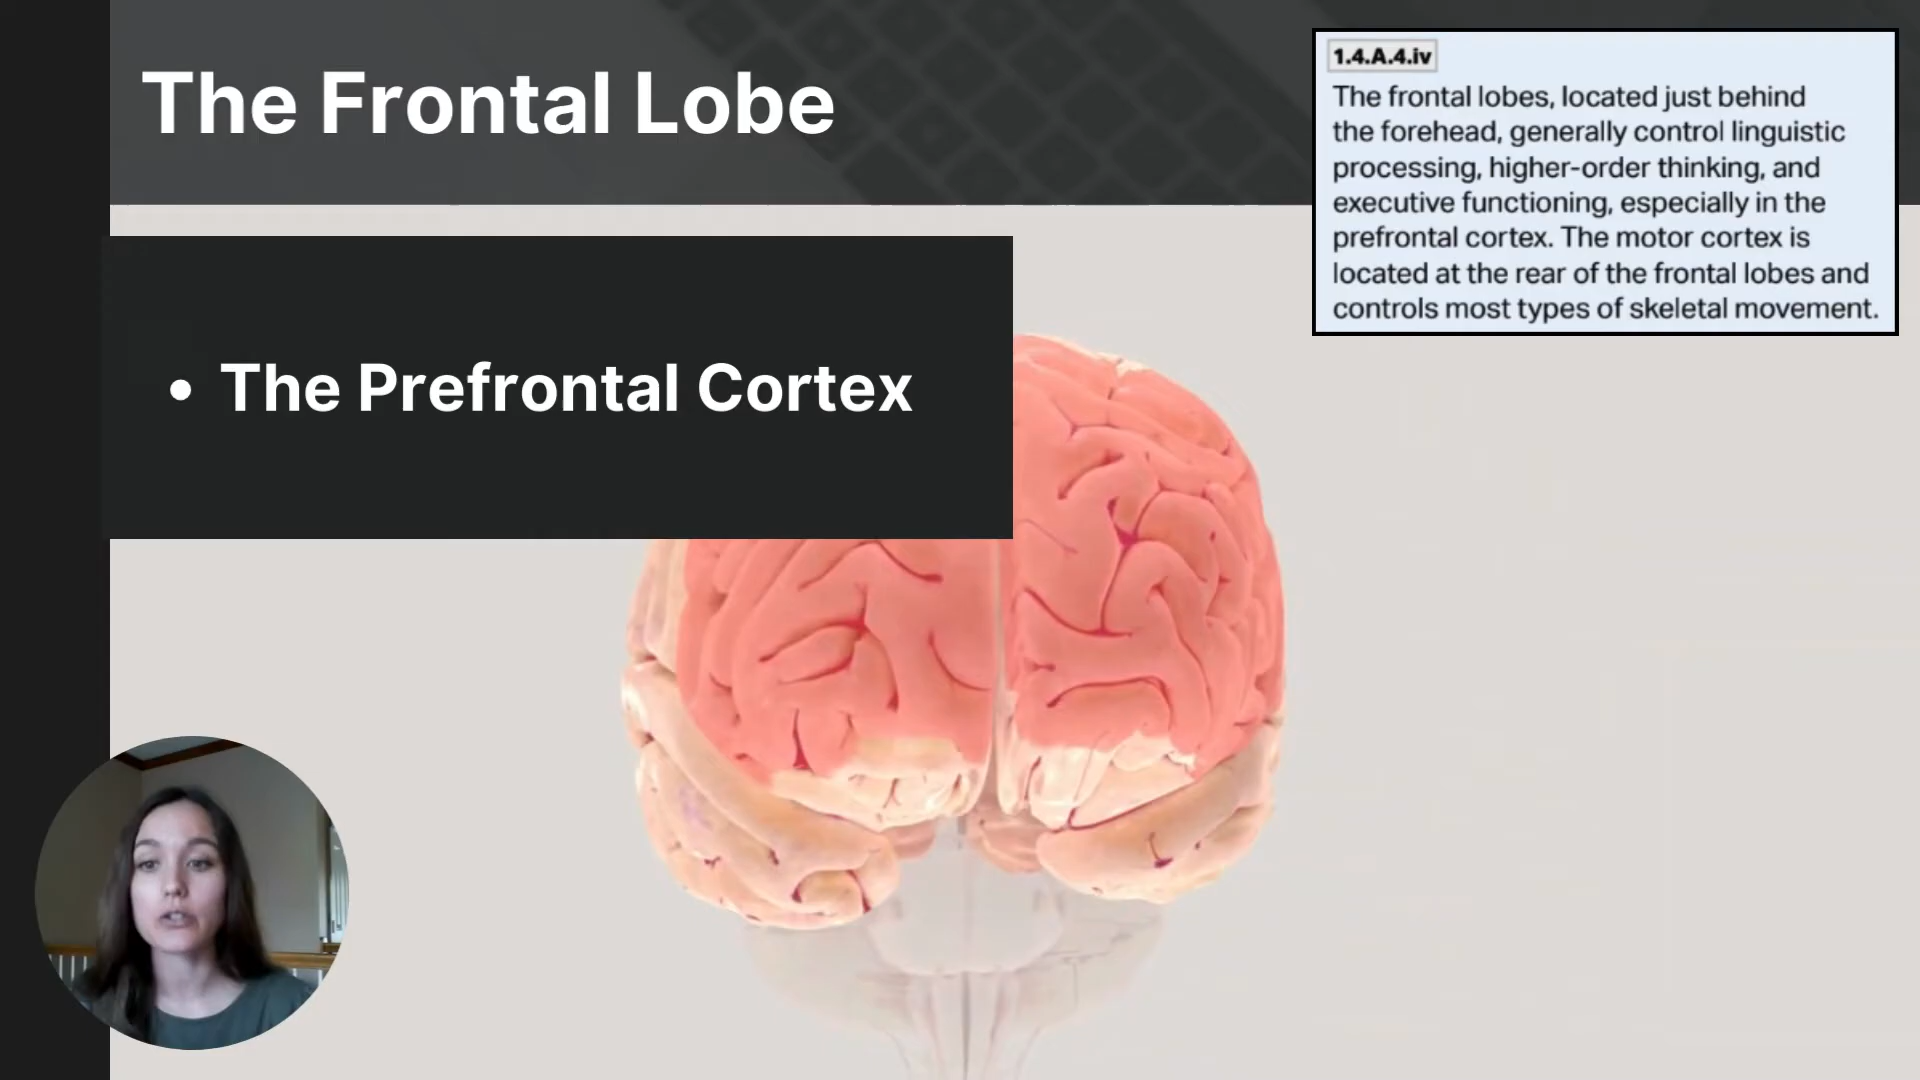 The Frontal Lobe
1.4.A.4.iv
The frontal lobes, located just behind
the forehead, generally control linguistic
processing, higher-order thinking, and
executive functioning, especially in the
prefrontal cortex. The motor cortex is
located at the rear of the frontal lobes and
controls most types of skeletal movement.
• The Prefrontal Cortex